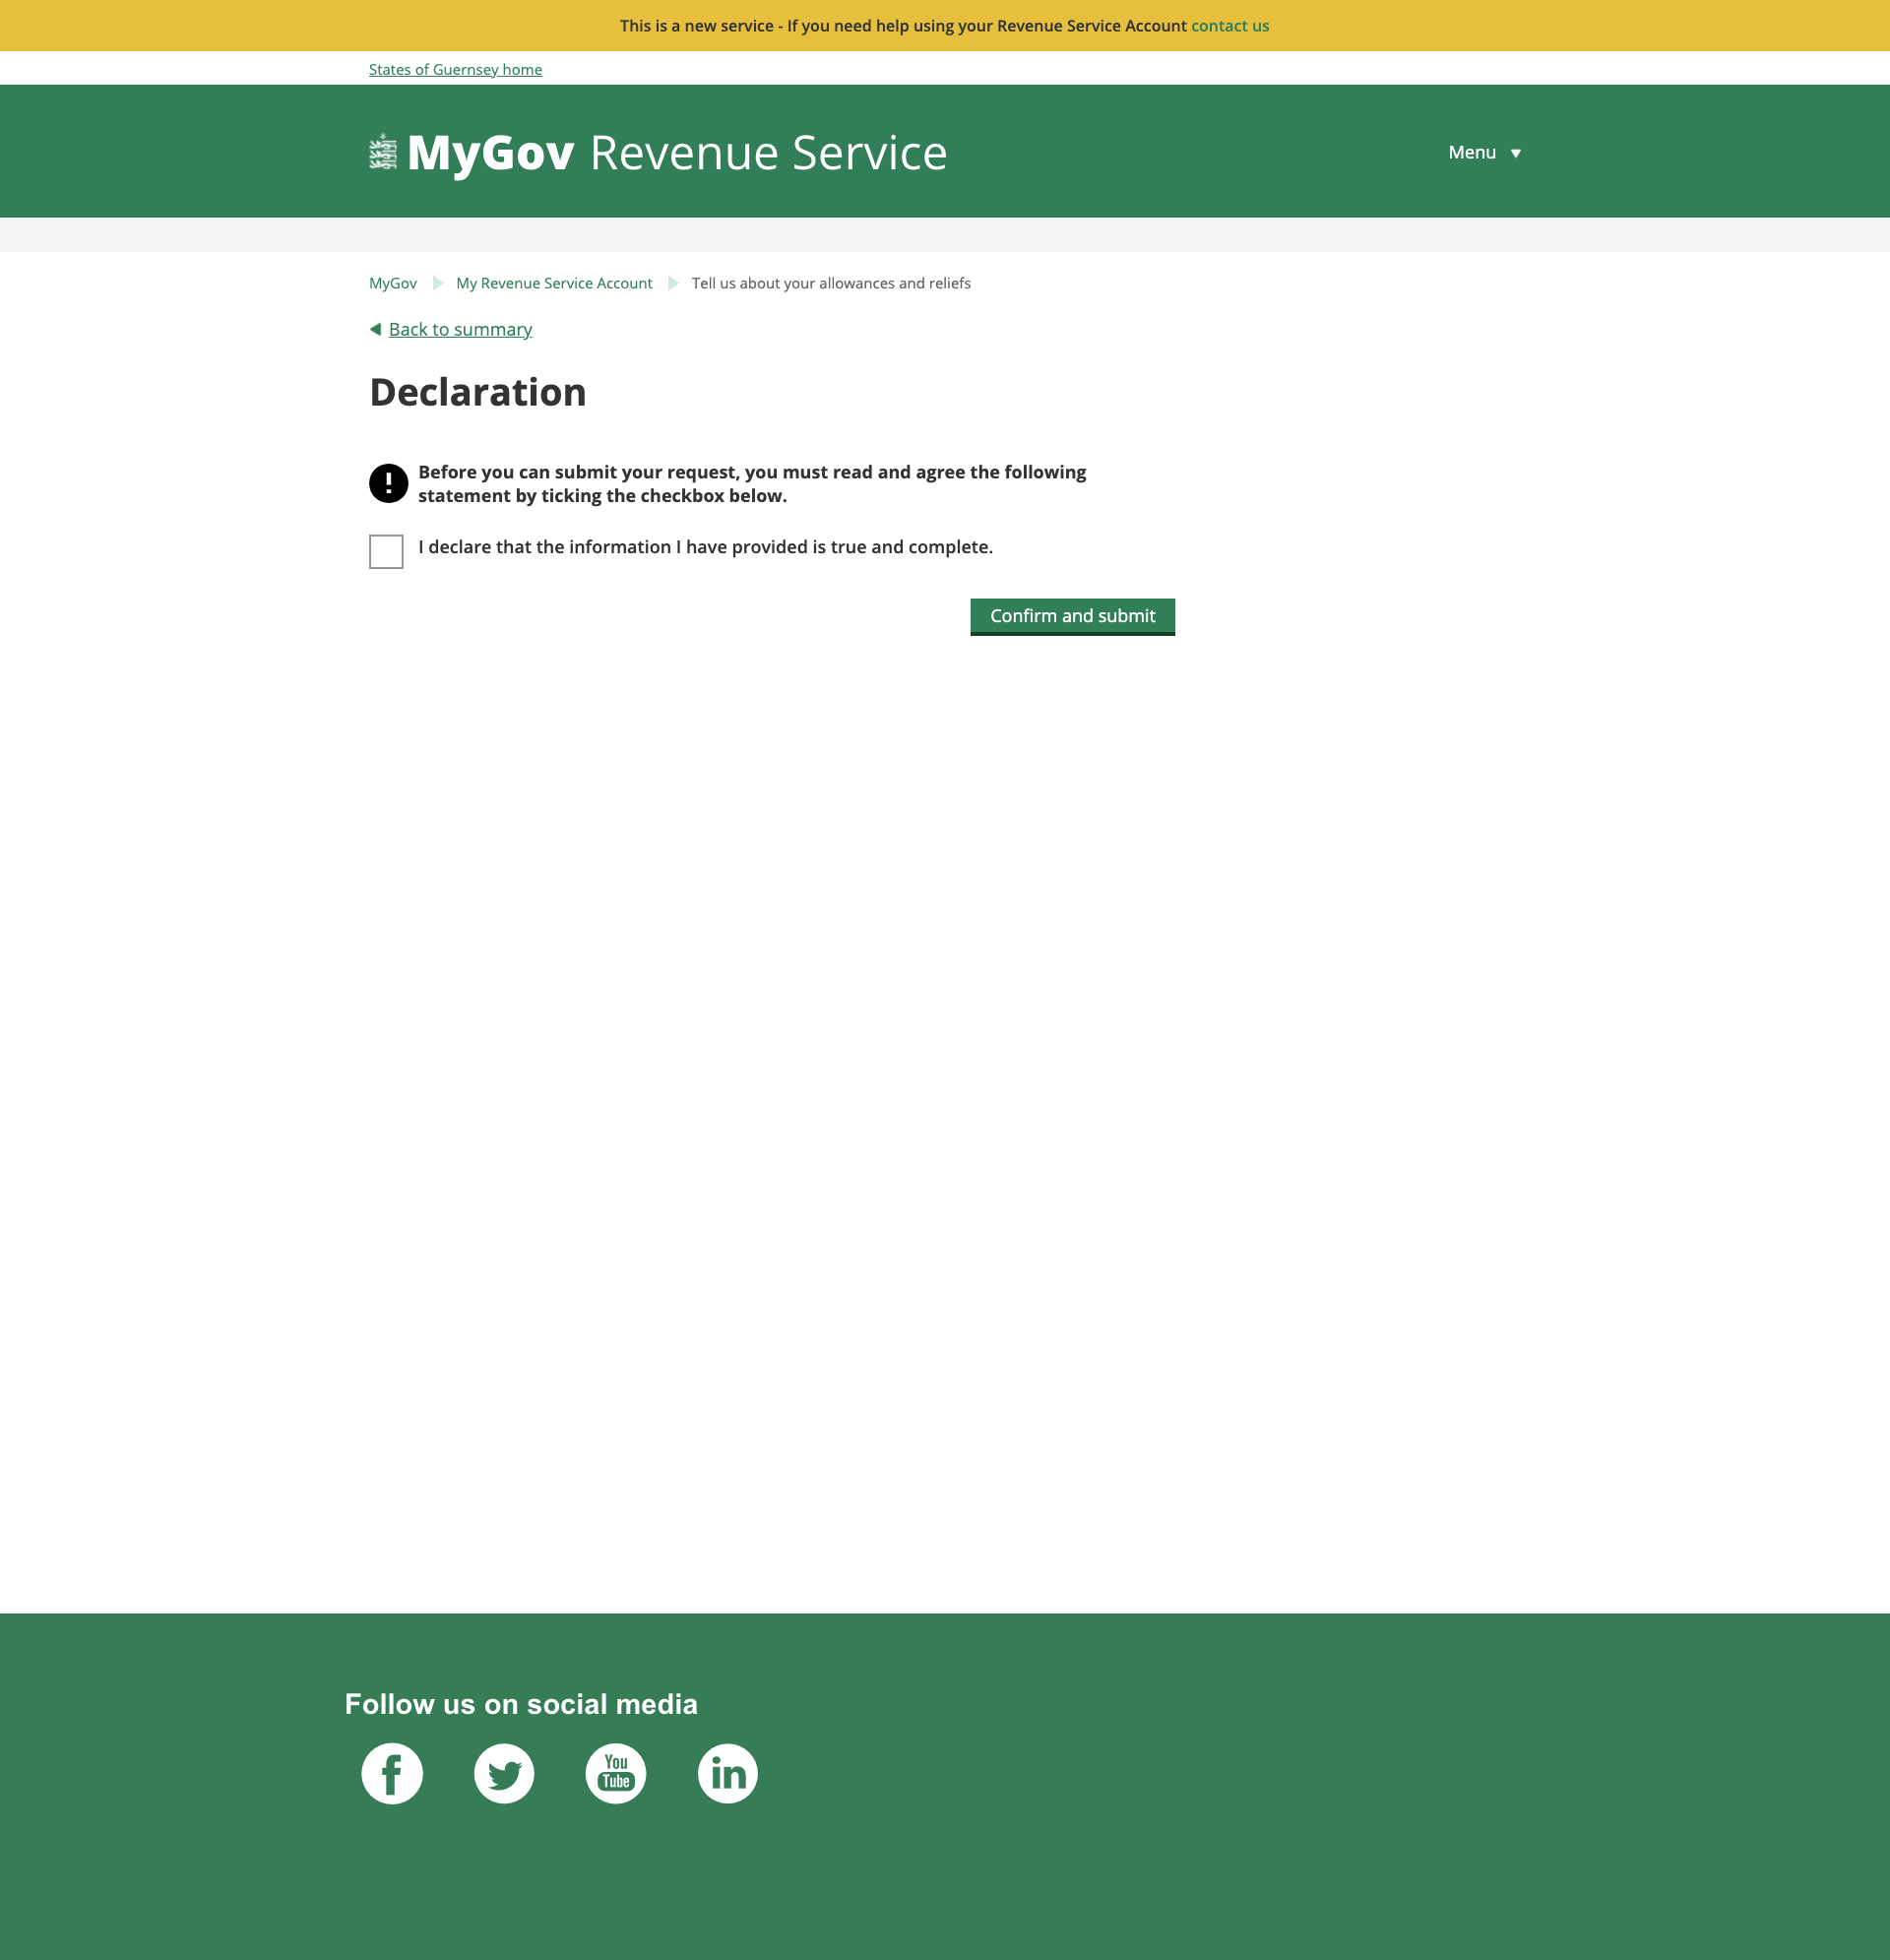 This is a new service - If you need help using your Revenue Service Account contact us
States of Guernsey home
MyGov Revenue Service
Menu
MyGov My Revenue Service Account Tell us about your allowances and reliefs
Back to summary
Declaration
Before you can submit your request, you must read and agree the following
statement by ticking the checkbox below.
I declare that the information I have provided is true and complete.
Confirm and submit
Follow us on social media
f
You
Tube
in